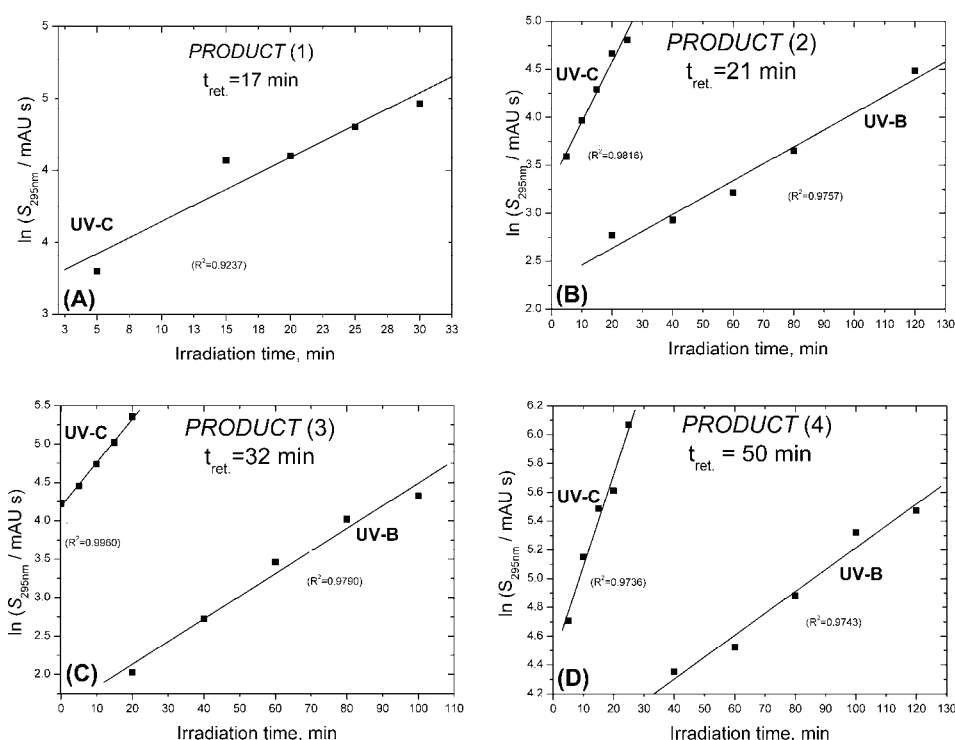 PRODUCT (1)
t_ret.=17 min
ln (S_295nm / mAU s)
5
5
4
4
3
UV-C
(R²=0.9237)
(A)
3 5 8 10 13 15 18 20 23 25 28 30 33
Irradiation time, min
PRODUCT (2)
t_ret.=21 min
ln (S_295nm / mAU s)
5.0
4.5
4.0
3.5
3.0
2.5
2.0
UV-C
UV-B
(R²=0.9816)
(R²=0.9757)
(B)
0 10 20 30 40 50 60 70 80 90 100 110 120 130
Irradiation time, min
PRODUCT (3)
t_ret.=32 min
ln (S_295nm / mAU s)
5.5
5.0
4.5
4.0
3.5
3.0
2.5
2.0
UV-C
UV-B
(R²=0.9960)
(R²=0.9790)
(C)
0 10 20 30 40 50 60 70 80 90 100 110
Irradiation time, min
PRODUCT (4)
t_ret. = 50 min
ln (S_295nm / mAU s)
6.2
6.0
5.8
5.6
5.4
5.2
5.0
4.8
4.6
4.4
4.2
UV-C
UV-B
(R²=0.9736)
(R²=0.9743)
(D)
0 10 20 30 40 50 60 70 80 90 100 110 120 130
Irradiation time, min